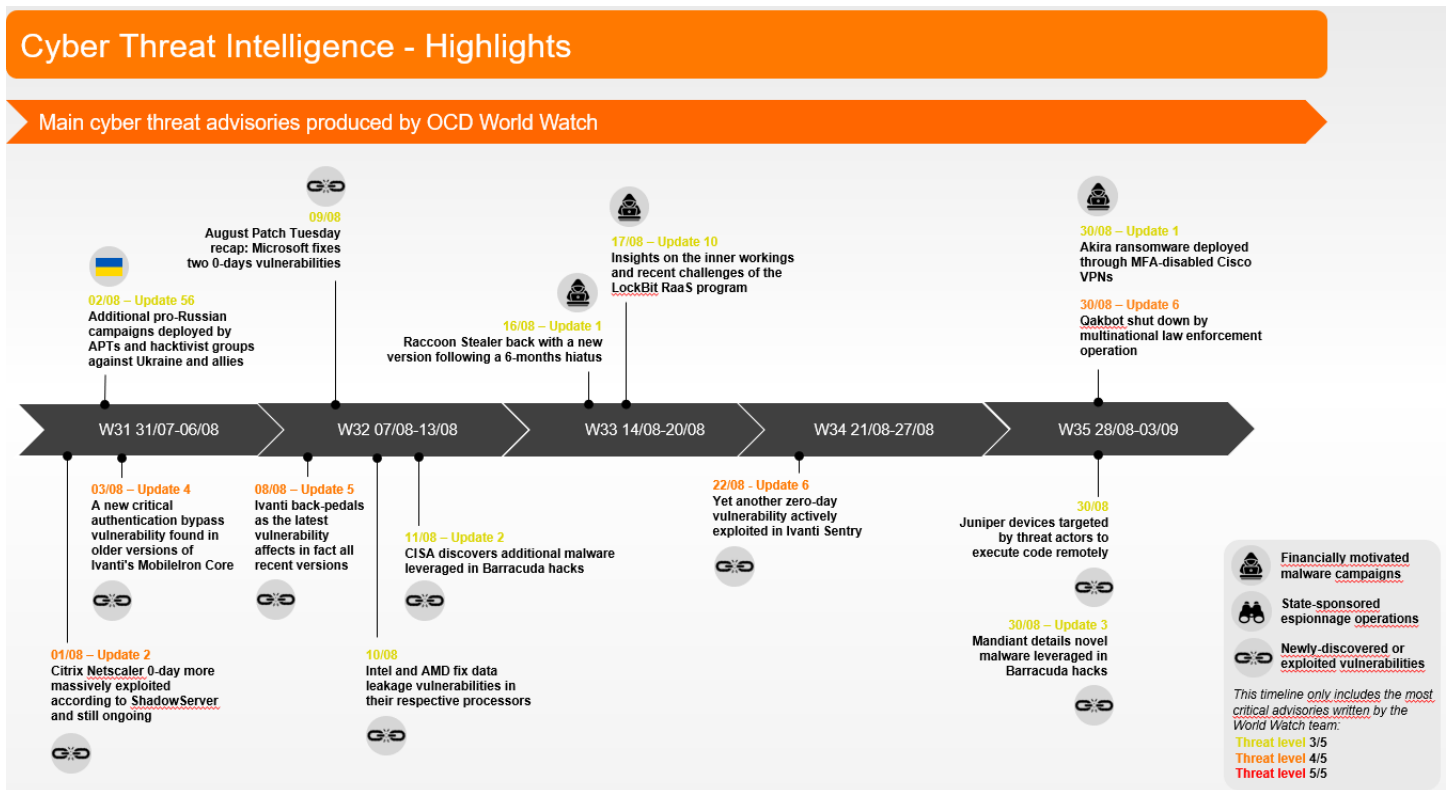 Cyber Threat Intelligence - Highlights
Main cyber threat advisories produced by OCD World Watch
02/08 – Update 56
Additional pro-Russian
campaigns deployed by
APTs and hacktivist groups
against Ukraine and allies
09/08
August Patch Tuesday
recap: Microsoft fixes
two 0-days vulnerabilities
16/08 – Update 1
Raccoon Stealer back with a new
version following a 6-months hiatus
17/08 – Update 10
Insights on the inner workings
and recent challenges of the
LockBit RaaS program
30/08 – Update 1
Akira ransomware deployed
through MFA-disabled Cisco
VPNs
30/08 – Update 6
Qakbot shut down by
multinational law enforcement
operation
W31 31/07-06/08
W32 07/08-13/08
W33 14/08-20/08
W34 21/08-27/08
W35 28/08-03/09
01/08 – Update 2
Citrix Netscaler 0-day more
massively exploited
according to ShadowServer
and still ongoing
03/08 – Update 4
A new critical
authentication bypass
vulnerability found in
older versions of
Ivanti's MobileIron Core
08/08 – Update 5
Ivanti back-pedals
as the latest
vulnerability
affects in fact all
recent versions
10/08
Intel and AMD fix data
leakage vulnerabilities in
their respective processors
11/08 – Update 2
CISA discovers additional malware
leveraged in Barracuda hacks
22/08 - Update 6
Yet another zero-day
vulnerability actively
exploited in Ivanti Sentry
30/08
Juniper devices targeted
by threat actors to
execute code remotely
30/08 – Update 3
Mandiant details novel
malware leveraged in
Barracuda hacks
Financially motivated
malware campaigns
State-sponsored
espionnage operations
Newly-discovered or
exploited vulnerabilities
This timeline only includes the most
critical advisories written by the
World Watch team:
Threat level 3/5
Threat level 4/5
Threat level 5/5